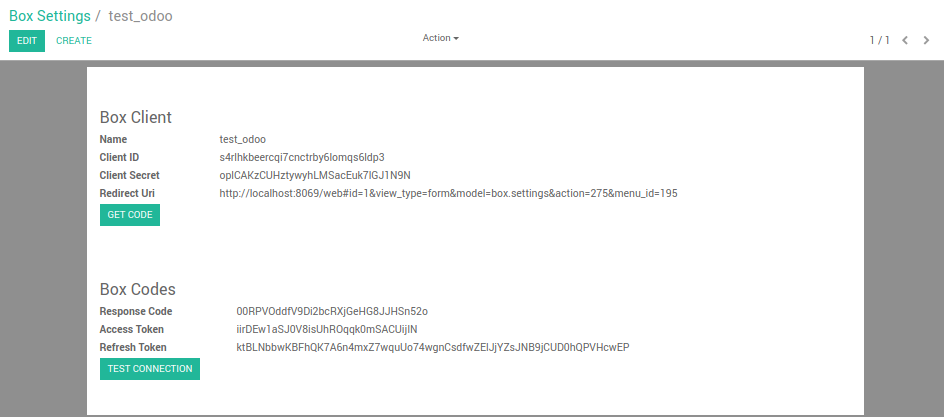 Box Settings / test_odoo
EDIT CREATE Action 1 / 1
Box Client
Name test_odoo
Client ID s4rlhkbeercqi7cnctrby6lomqs6ldp3
Client Secret oplCAKzCUHztywyhLMSacEuk7lGJ1N9N
Redirect Uri http://localhost:8069/web#id=1&view_type=form&model=box.settings&action=275&menu_id=195
GET CODE
Box Codes
Response Code 00RPVOddfV9Di2bcRXjGeHG8JJHSn52o
Access Token iirDEw1aSJ0V8isUhROqqk0mSACUijlN
Refresh Token ktBLNbbwKBFhQK7A6n4mxZ7wquUo74wgnCsdfwZElJjYZsJNB9jCUD0hQPVHcwEP
TEST CONNECTION